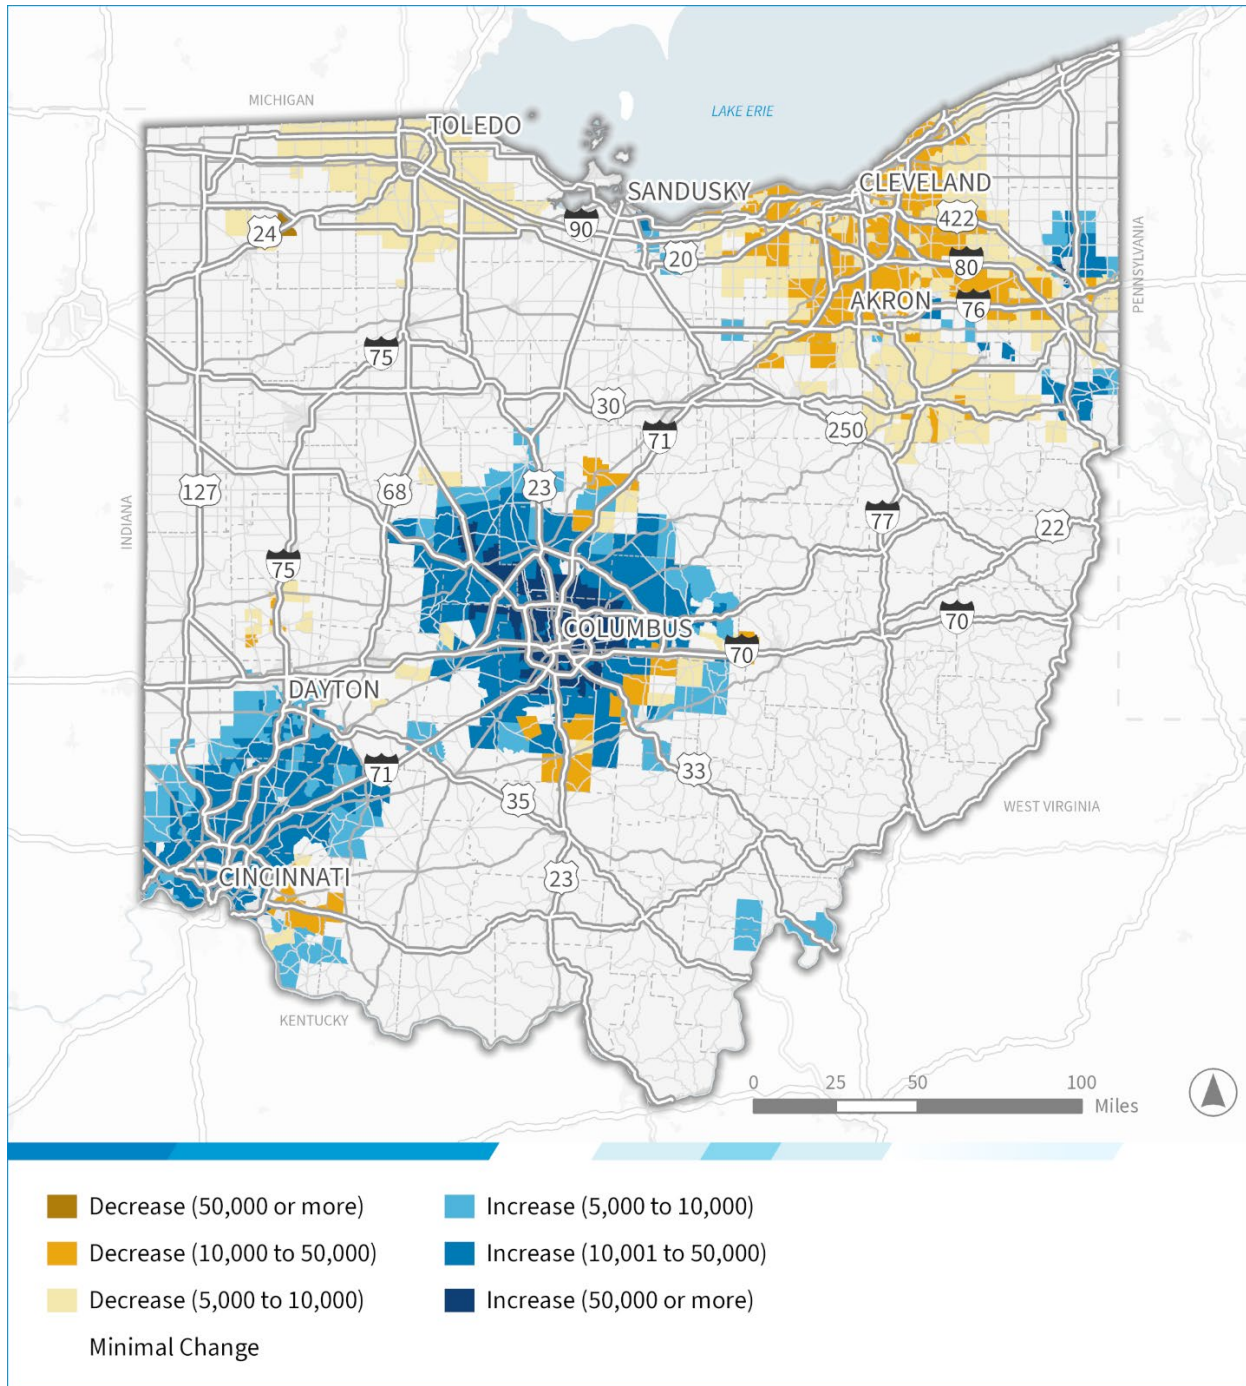 MICHIGAN
LAKE ERIE
TOLEDO
SANDUSKY
CLEVELAND
24
90
422
20
80
PENNSYLVANIA
AKRON
76
75
30
71
250
127
68
23
77
22
INDIANA
75
COLUMBUS
70
70
DAYTON
71
33
35
WEST VIRGINIA
CINCINNATI
23
KENTUCKY
0 25 50 100
Miles
Decrease (50,000 or more)
Decrease (10,000 to 50,000)
Decrease (5,000 to 10,000)
Minimal Change
Increase (5,000 to 10,000)
Increase (10,001 to 50,000)
Increase (50,000 or more)